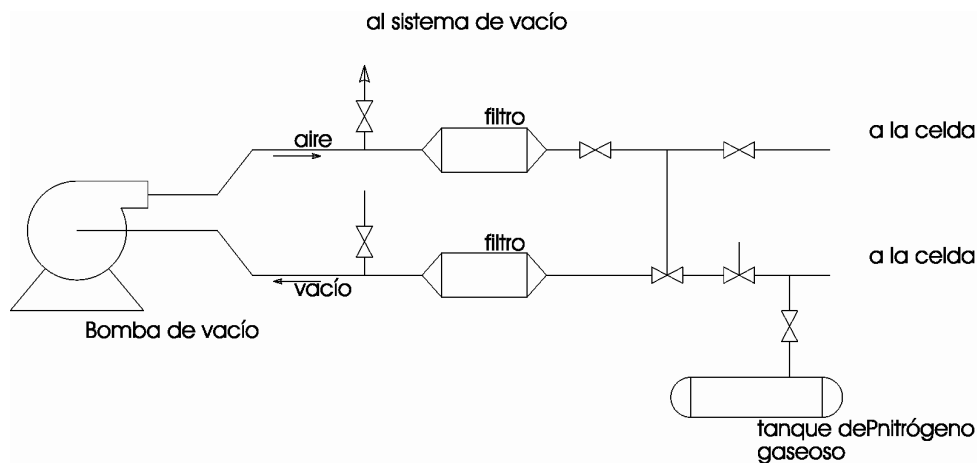 al sistema de vacío
filtro
aire
a la celda
filtro
a la celda
vacío
Bomba de vacío
tanque dePnitrógeno
gaseoso